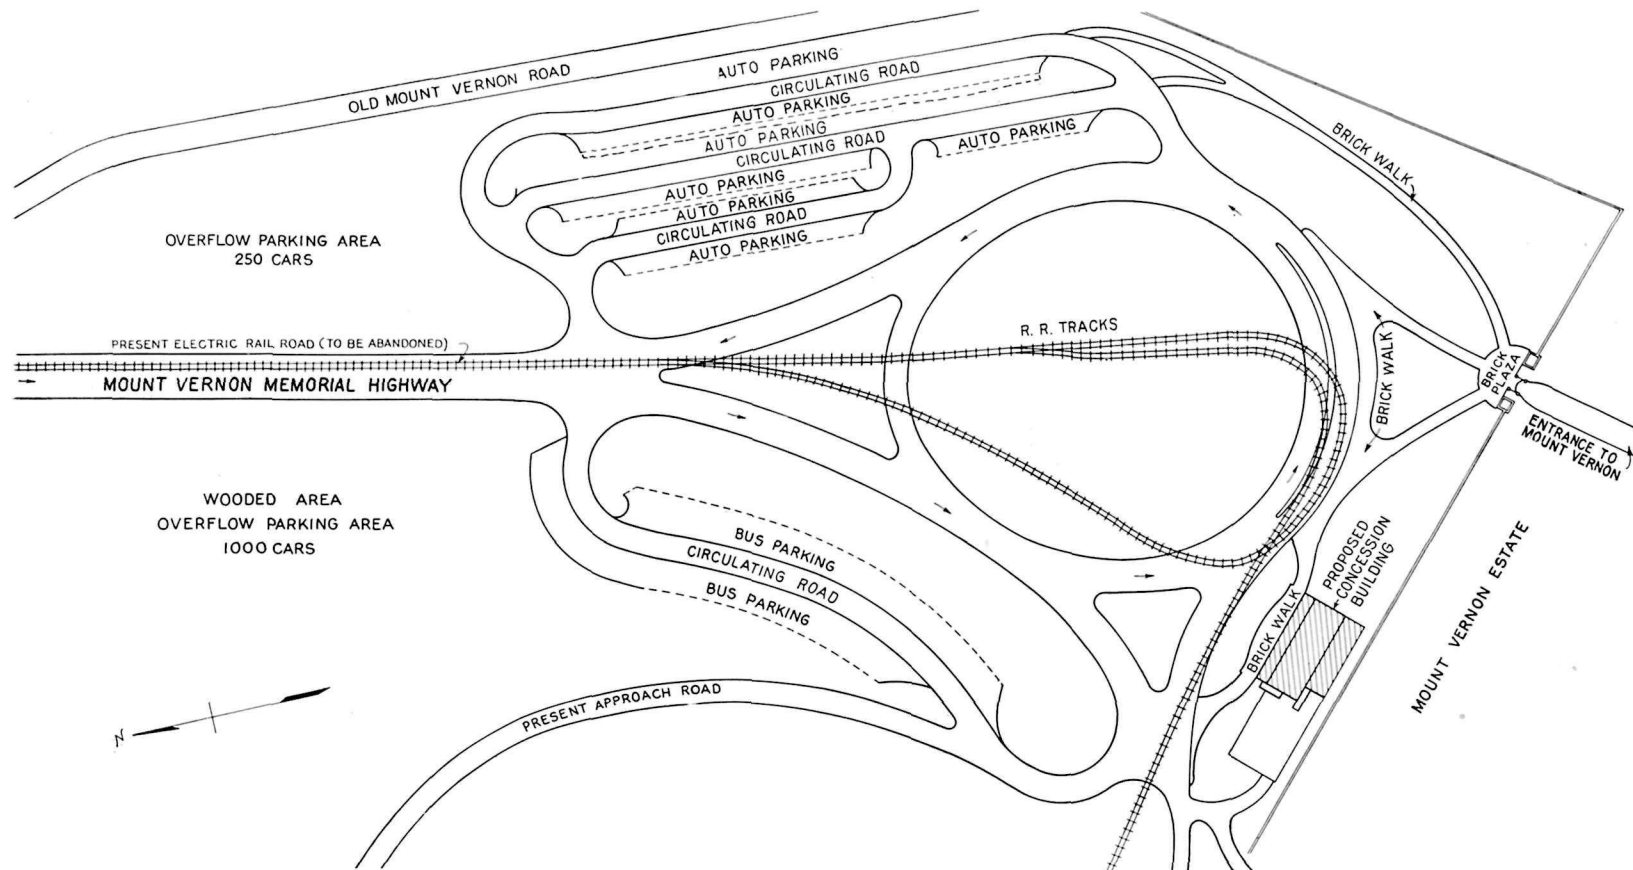 OLD MOUNT VERNON ROAD
AUTO PARKING
CIRCULATING ROAD
AUTO PARKING
AUTO PARKING
CIRCULATING ROAD
AUTO PARKING
AUTO PARKING
AUTO PARKING
CIRCULATING ROAD
AUTO PARKING
BRICK WALK
OVERFLOW PARKING AREA
250 CARS
PRESENT ELECTRIC RAIL ROAD (TO BE ABANDONED)
MOUNT VERNON MEMORIAL HIGHWAY
R. R. TRACKS
BRICK WALK
BRICK
PLAZA
ENTRANCE TO
MOUNT VERNON
WOODED AREA
OVERFLOW PARKING AREA
1000 CARS
BUS PARKING
CIRCULATING ROAD
BUS PARKING
PROPOSED
CONCESSION
BUILDING
BRICK WALK
MOUNT VERNON ESTATE
PRESENT APPROACH ROAD
N